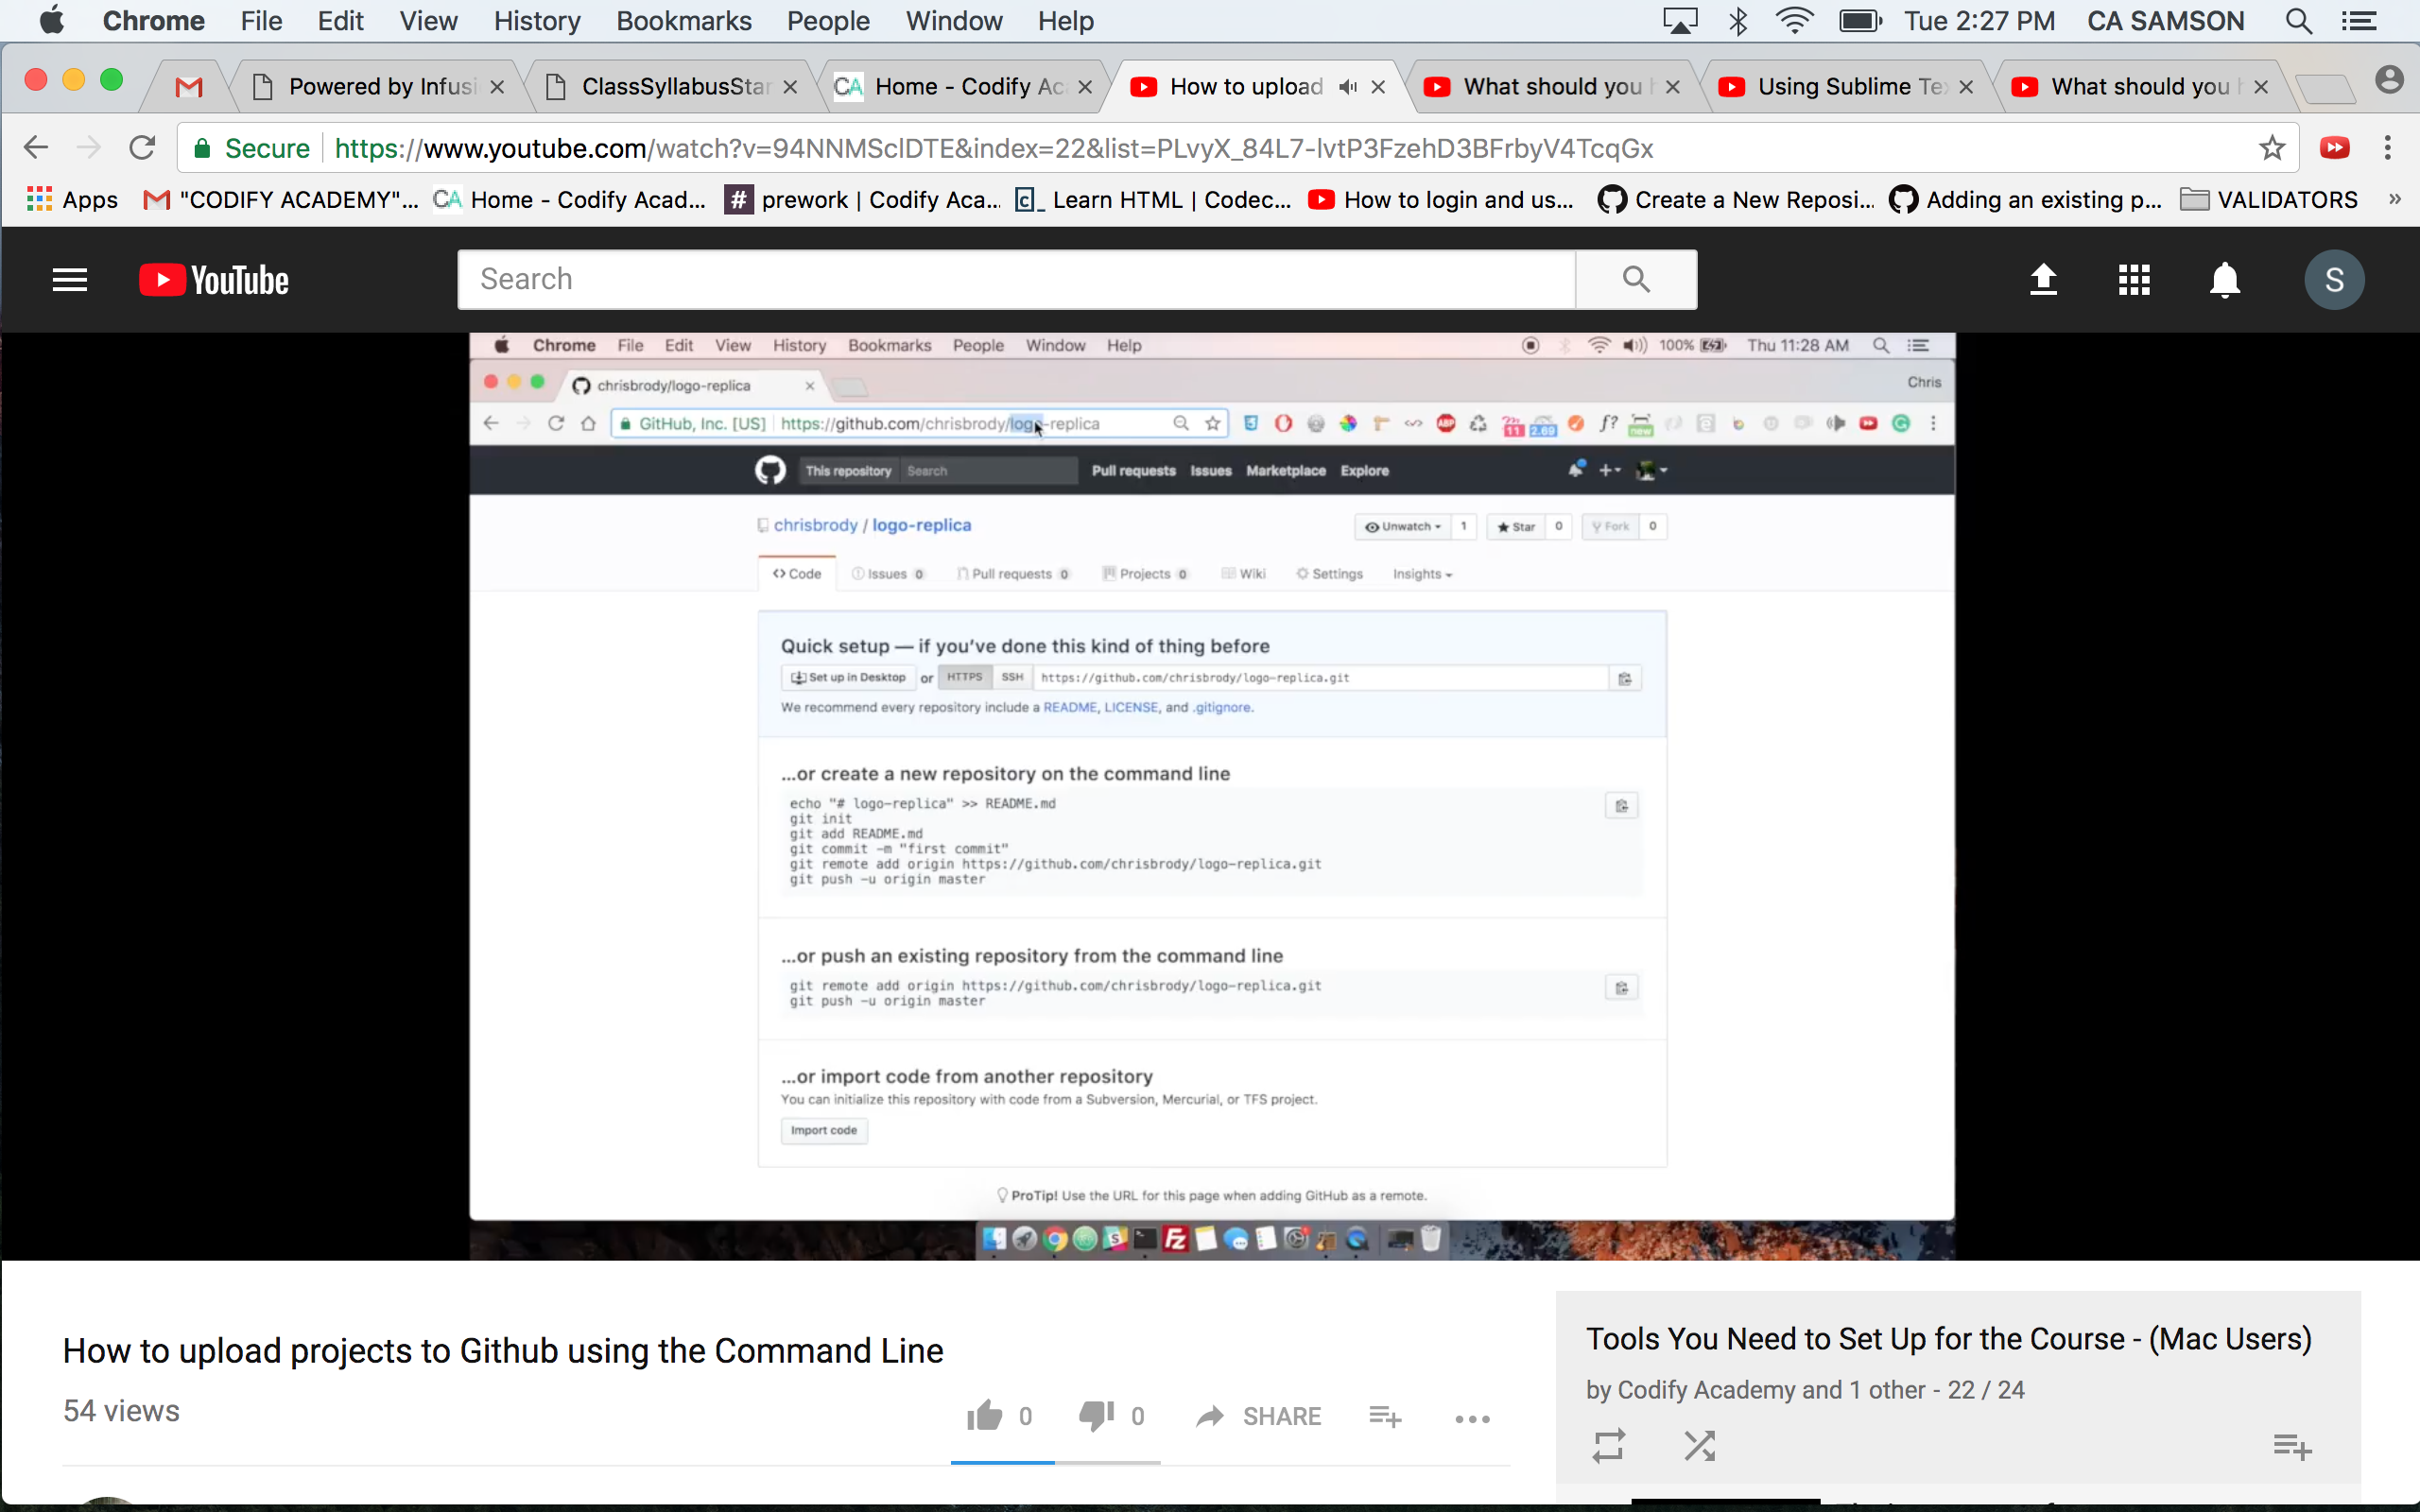 Chrome File Edit View History Bookmarks People Window Help Tue 2:27 PM CA SAMSON
Powered by Infusi ClassSyllabusStar Home - Codify Ac How to upload What should you h Using Sublime Tex What should you h
Secure https://www.youtube.com/watch?v=94NNMSclDTE&index=22&list=PLvyX_84L7-lvtP3FzehD3BFrbyV4TcqGx
Apps "CODIFY ACADEMY"... CA Home - Codify Acad... # prework | Codify Aca... Learn HTML | Codec... How to login and us... Create a New Reposi... Adding an existing p... VALIDATORS »
YouTube Search S
Chrome File Edit View History Bookmarks People Window Help 100% Thu 11:28 AM
chrisbrody/logo-replica Chris
GitHub, Inc. [US] https://github.com/chrisbrody/logo-replica
This repository Search Pull requests Issues Marketplace Explore
chrisbrody / logo-replica Unwatch 1 Star 0 Fork 0
<> Code Issues 0 Pull requests 0 Projects 0 Wiki Settings Insights
Quick setup — if you've done this kind of thing before
Set up in Desktop or HTTPS SSH https://github.com/chrisbrody/logo-replica.git
We recommend every repository include a README, LICENSE, and .gitignore.
...or create a new repository on the command line
echo "# logo-replica" >> README.md
git init
git add README.md
git commit -m "first commit"
git remote add origin https://github.com/chrisbrody/logo-replica.git
git push -u origin master
...or push an existing repository from the command line
git remote add origin https://github.com/chrisbrody/logo-replica.git
git push -u origin master
...or import code from another repository
You can initialize this repository with code from a Subversion, Mercurial, or TFS project.
Import code
ProTip! Use the URL for this page when adding GitHub as a remote.
How to upload projects to Github using the Command Line
54 views
0 0 SHARE
Tools You Need to Set Up for the Course - (Mac Users)
by Codify Academy and 1 other - 22 / 24